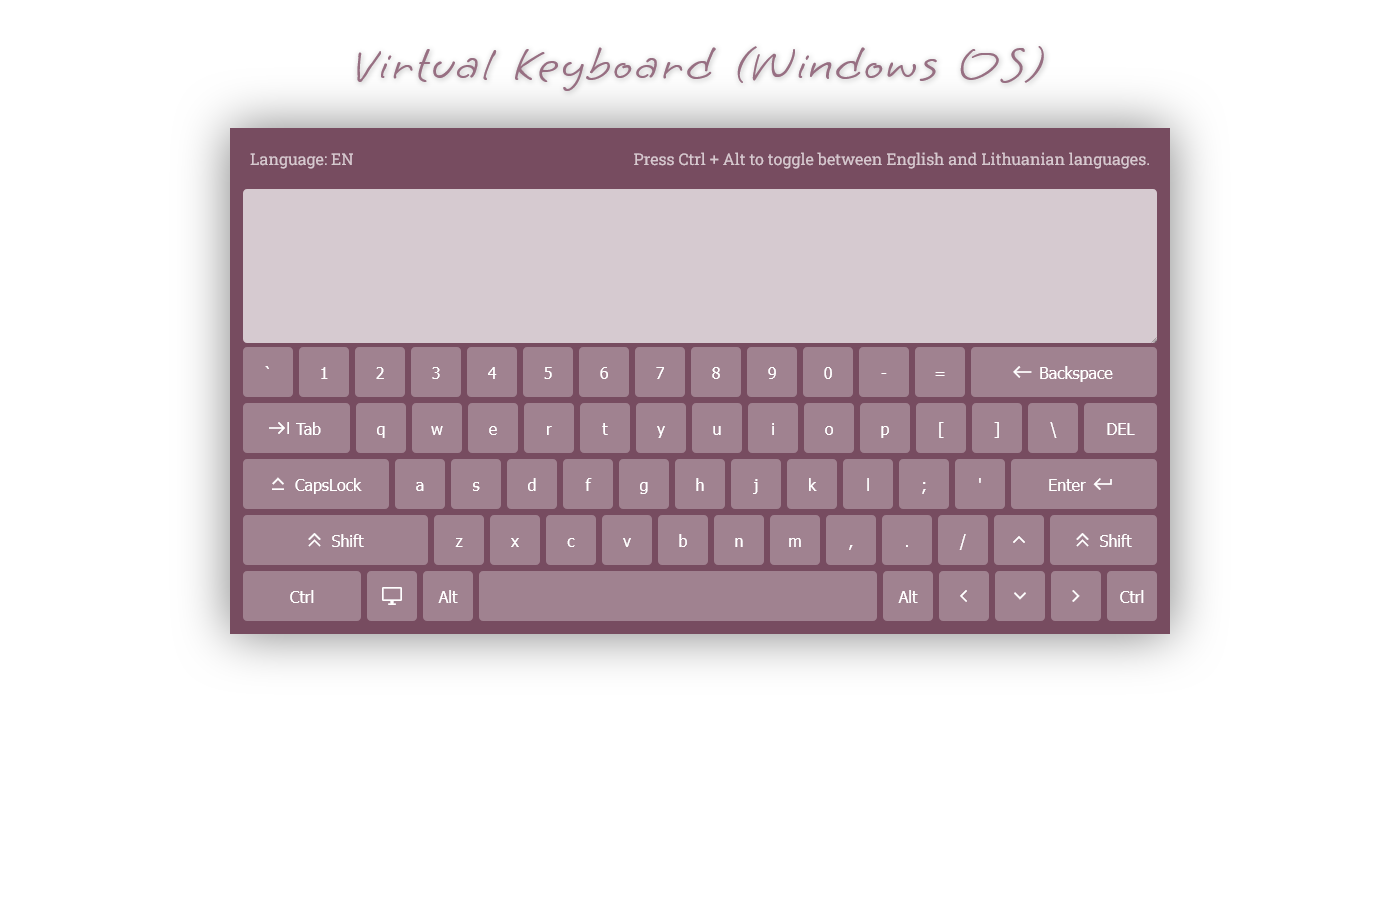 Virtual Keyboard (Windows OS)
Language: EN Press Ctrl + Alt to toggle between English and Lithuanian languages.
` 1 2 3 4 5 6 7 8 9 0 - = Backspace
Tab q w e r t y u i o p [ ] \ DEL
CapsLock a s d f g h j k l ; ' Enter
Shift z x c v b n m , . / Shift
Ctrl Alt Alt Ctrl